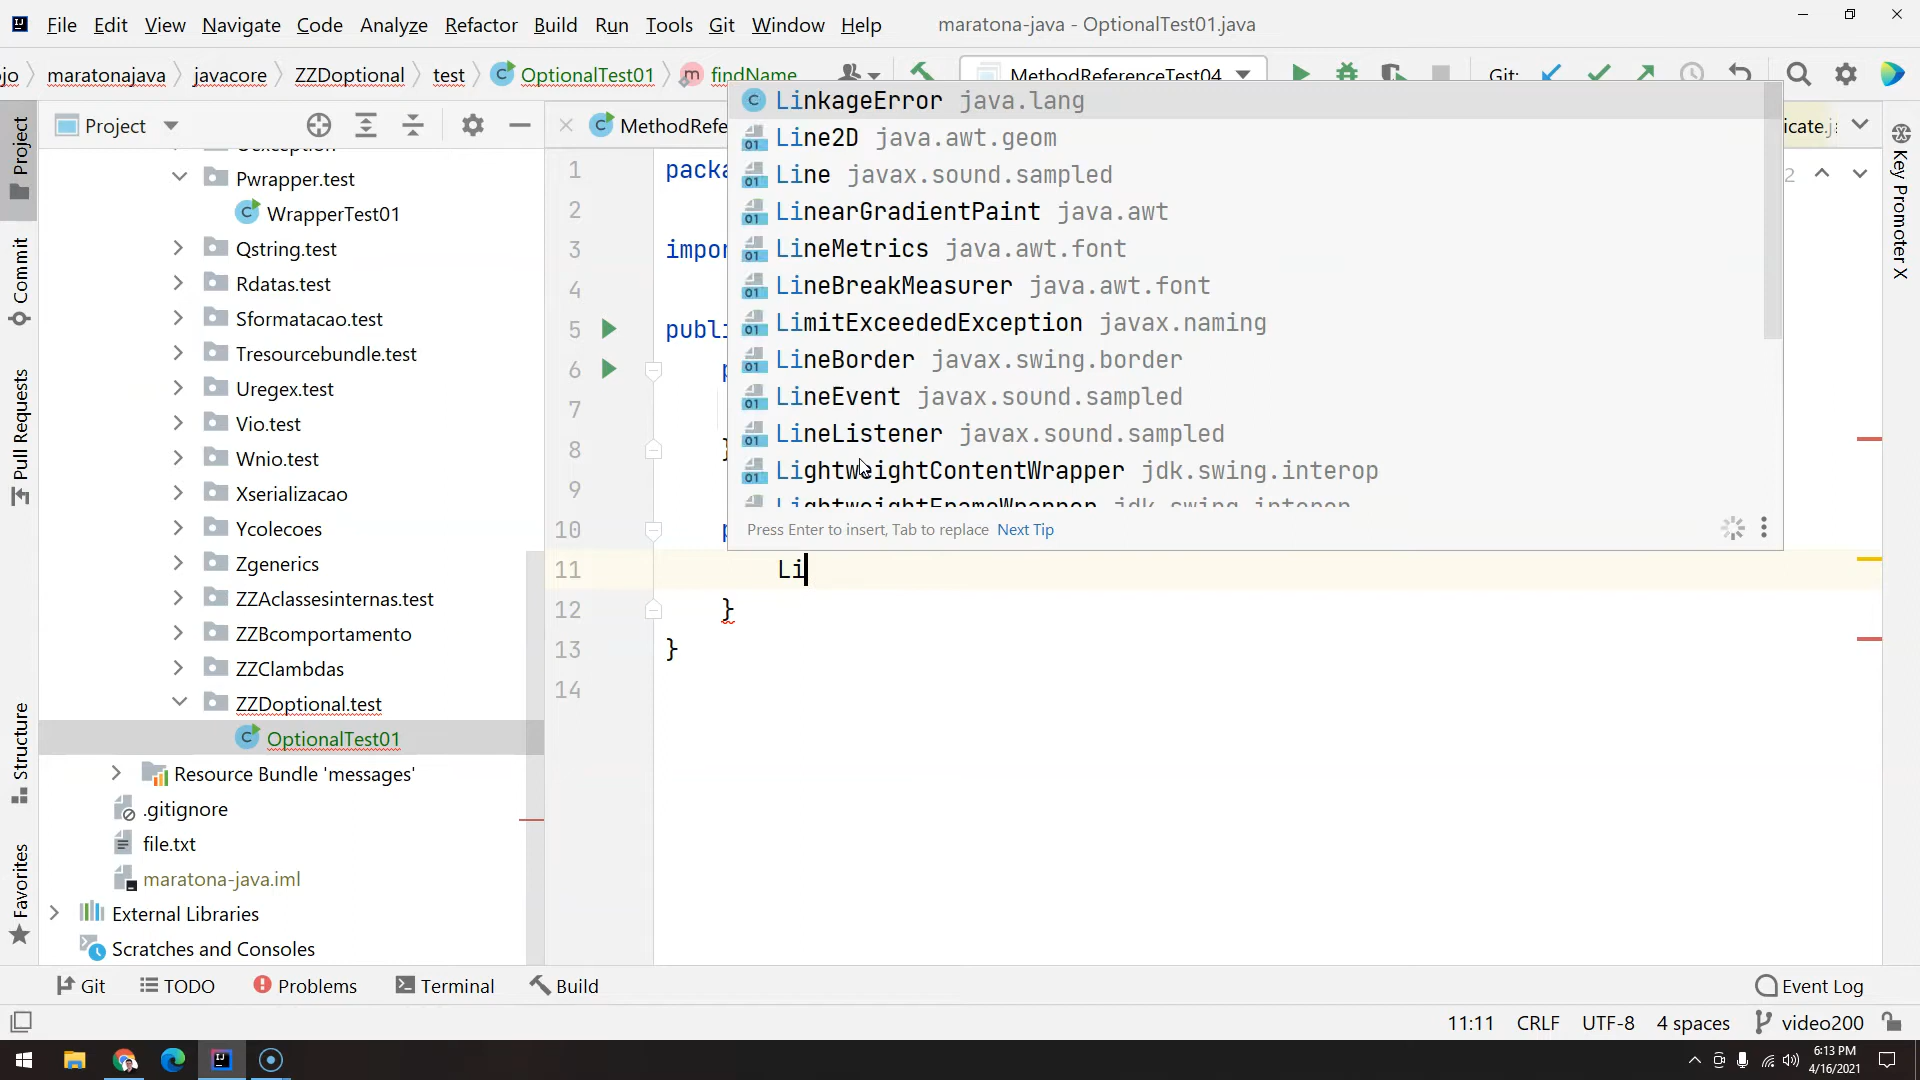 File Edit View Navigate Code Analyze Refactor Build Run Tools Git Window Help maratona-java - OptionalTest01.java
jo maratonajava javacore ZZDoptional test OptionalTest01 m findName MethodReferenceTest04 Git:
Project
MethodRefe
icate.j
Pwrapper.test
WrapperTest01
Qstring.test
Rdatas.test
Sformatacao.test
Tresourcebundle.test
Uregex.test
Vio.test
Wnio.test
Xserializacao
Ycolecoes
Zgenerics
ZZAclassesinternas.test
ZZBcomportamento
ZZClambdas
ZZDoptional.test
OptionalTest01
Resource Bundle 'messages'
.gitignore
file.txt
maratona-java.iml
External Libraries
Scratches and Consoles
Project
Commit
Pull Requests
Structure
Favorites
1 packa
2
3 impor
4
5 publi
6 p
7
8 }
9
10 p
11 Li
12 }
13 }
14
LinkageError java.lang
Line2D java.awt.geom
Line javax.sound.sampled
LinearGradientPaint java.awt
LineMetrics java.awt.font
LineBreakMeasurer java.awt.font
LimitExceededException javax.naming
LineBorder javax.swing.border
LineEvent javax.sound.sampled
LineListener javax.sound.sampled
LightweightContentWrapper jdk.swing.interop
LightweightFrameWrapper jdk.swing.interop
Press Enter to insert, Tab to replace Next Tip
2
Key Promoter X
Git TODO Problems Terminal Build Event Log
11:11 CRLF UTF-8 4 spaces video200
6:13 PM
4/16/2021